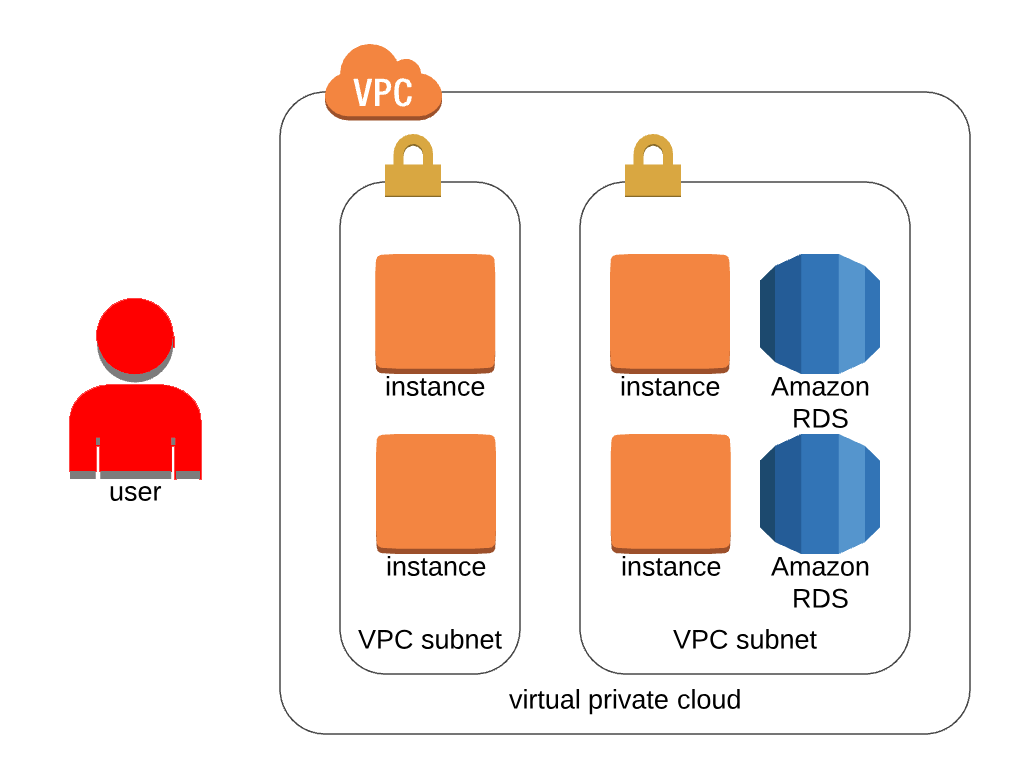 VPC
instance
instance
Amazon
RDS
user
instance
instance
Amazon
RDS
VPC subnet
VPC subnet
virtual private cloud